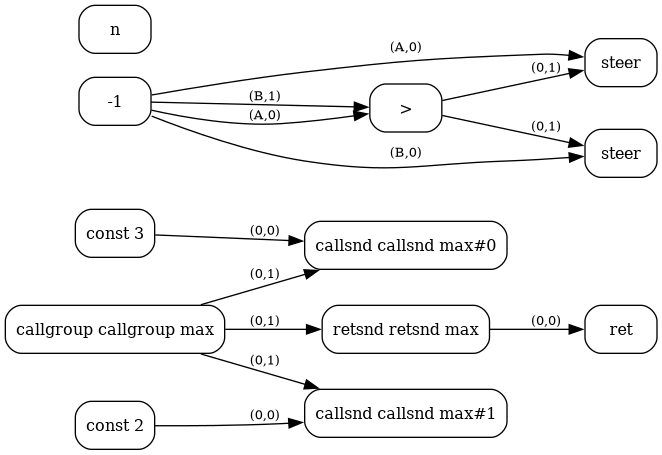 n
-1
(A,0)
(B,1)
(A,0)
(B,0)
>
(0,1)
(0,1)
steer
steer
const 3
(0,0)
callsnd callsnd max#0
(0,1)
callgroup callgroup max
(0,1)
retsnd retsnd max
(0,0)
ret
(0,1)
const 2
(0,0)
callsnd callsnd max#1